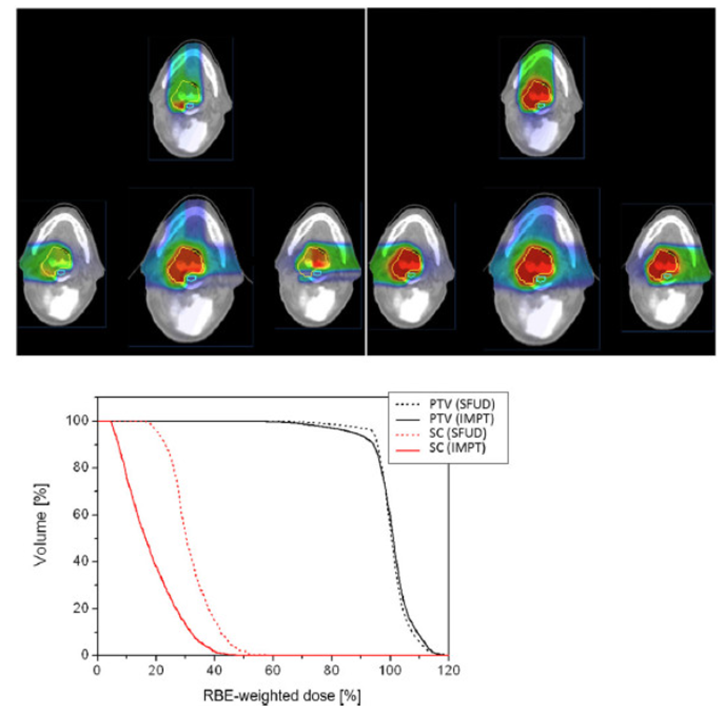 PTV (SFUD)
PTV (IMPT)
SC (SFUD)
SC (IMPT)
100
80
60
40
20
0
Volume [%]
0 20 40 60 80 100 120
RBE-weighted dose [%]